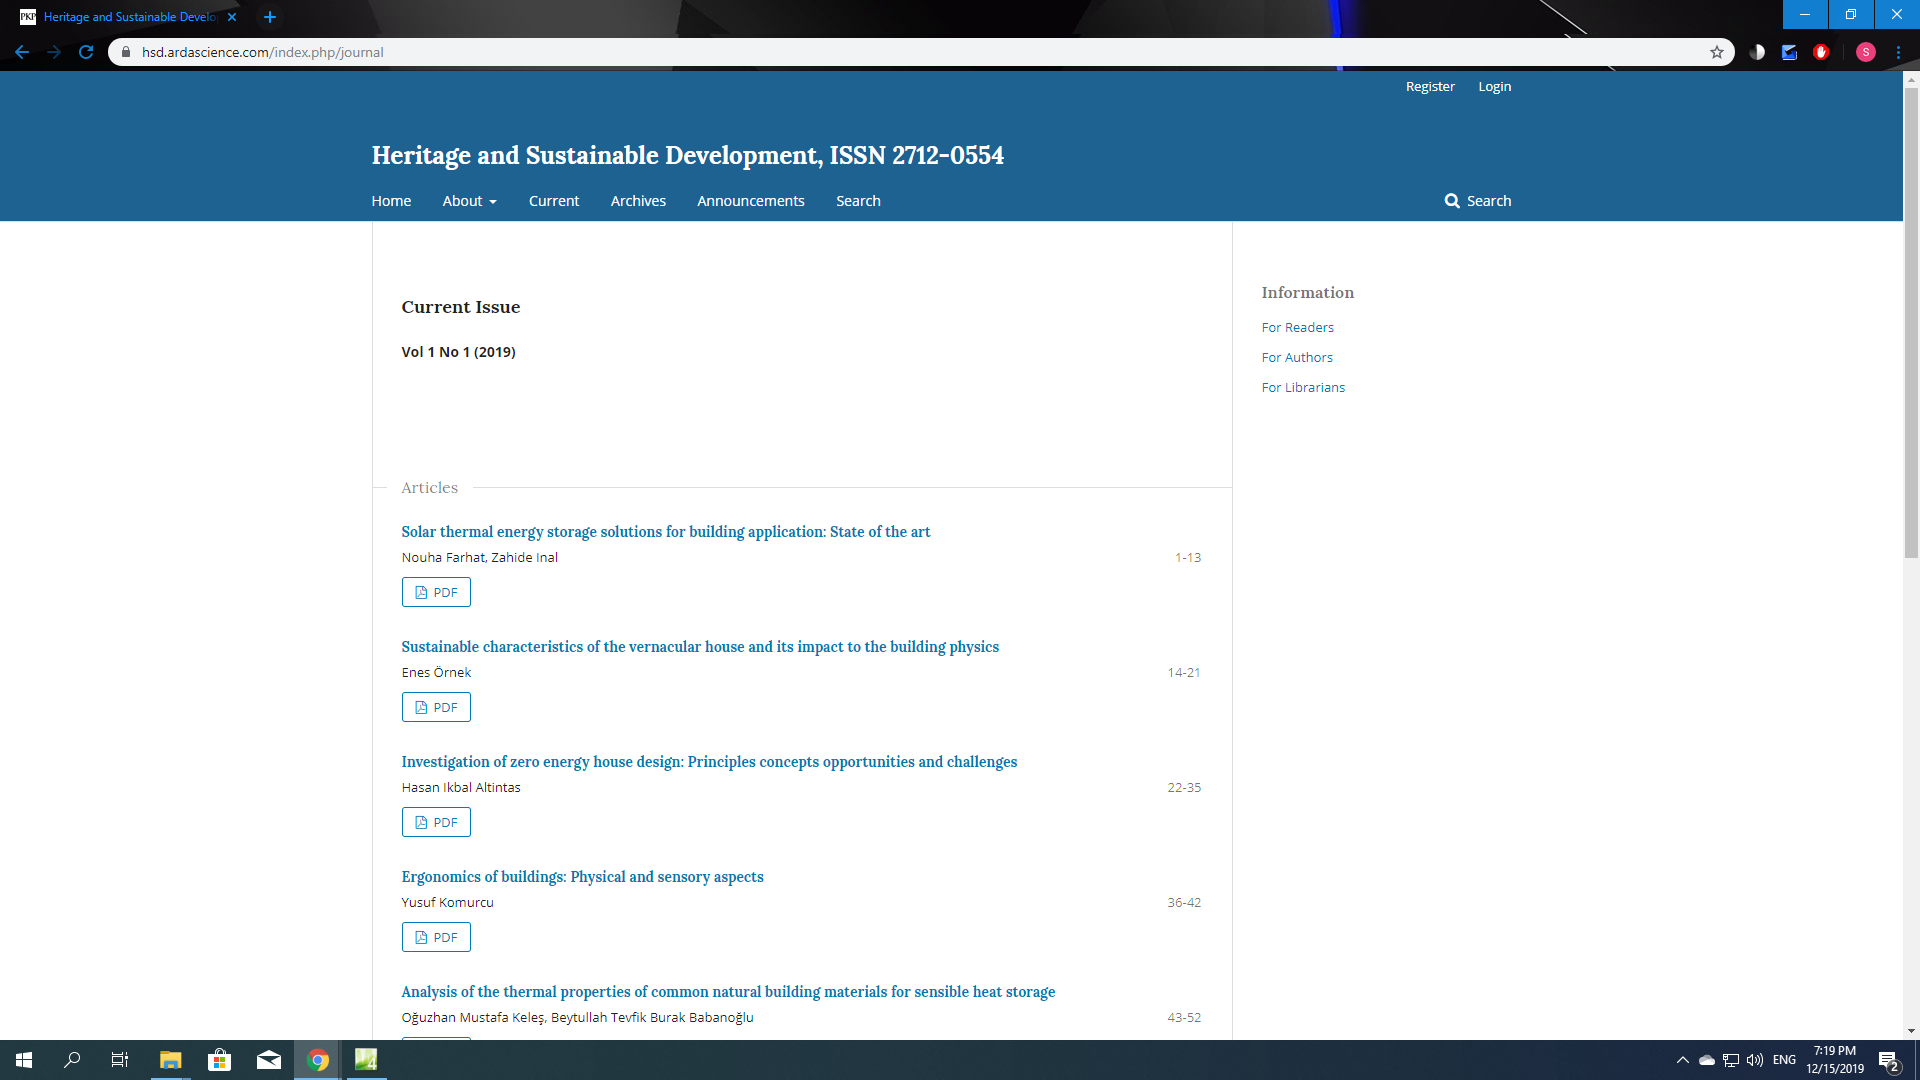 PKP Heritage and Sustainable Develo
hsd.ardascience.com/index.php/journal
S
Register Login
Heritage and Sustainable Development, ISSN 2712-0554
Home About Current Archives Announcements Search Search
Current Issue
Information
For Readers
Vol 1 No 1 (2019)
For Authors
For Librarians
Articles
Solar thermal energy storage solutions for building application: State of the art
Nouha Farhat, Zahide Inal 1-13
PDF
Sustainable characteristics of the vernacular house and its impact to the building physics
Enes Örnek 14-21
PDF
Investigation of zero energy house design: Principles concepts opportunities and challenges
Hasan Ikbal Altintas 22-35
PDF
Ergonomics of buildings: Physical and sensory aspects
Yusuf Komurcu 36-42
PDF
Analysis of the thermal properties of common natural building materials for sensible heat storage
Oğuzhan Mustafa Keleş, Beytullah Tevfik Burak Babanoğlu 43-52
4
ENG
7:19 PM
12/15/2019
2